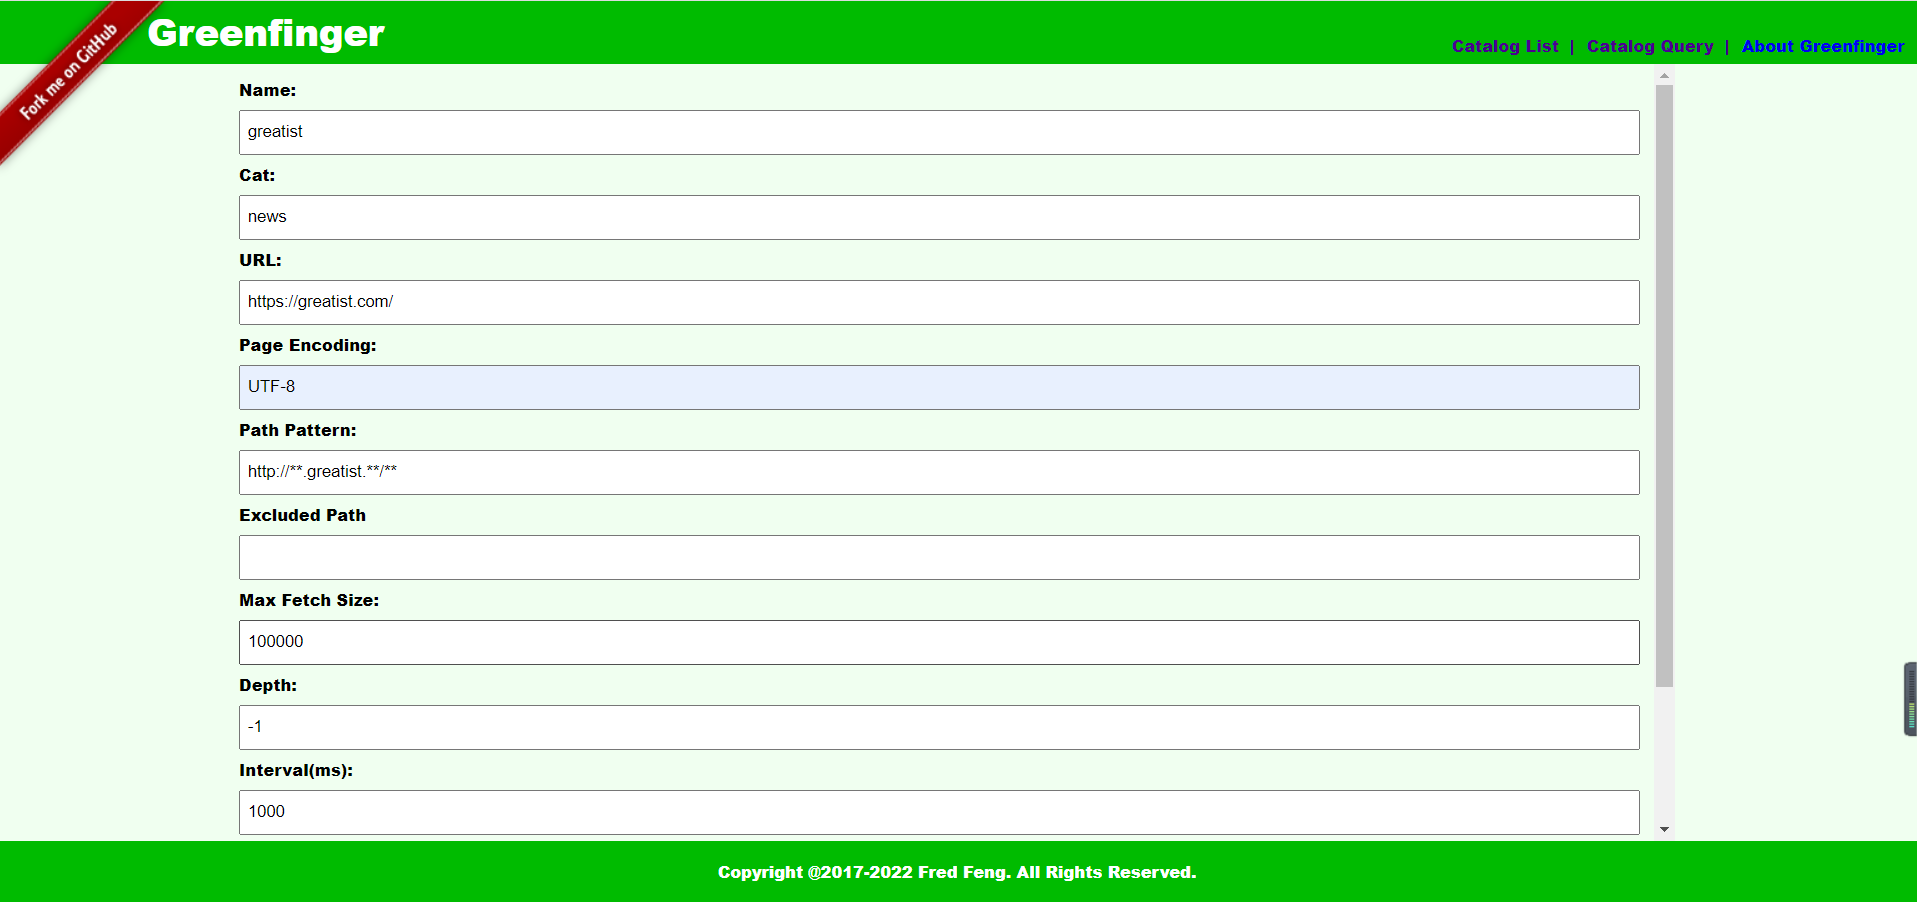 Fork me on GitHub
Greenfinger
Catalog List | Catalog Query | About Greenfinger
Name:
greatist
Cat:
news
URL:
https://greatist.com/
Page Encoding:
UTF-8
Path Pattern:
http://**.greatist.**/**
Excluded Path
Max Fetch Size:
100000
Depth:
-1
Interval(ms):
1000
Copyright @2017-2022 Fred Feng. All Rights Reserved.